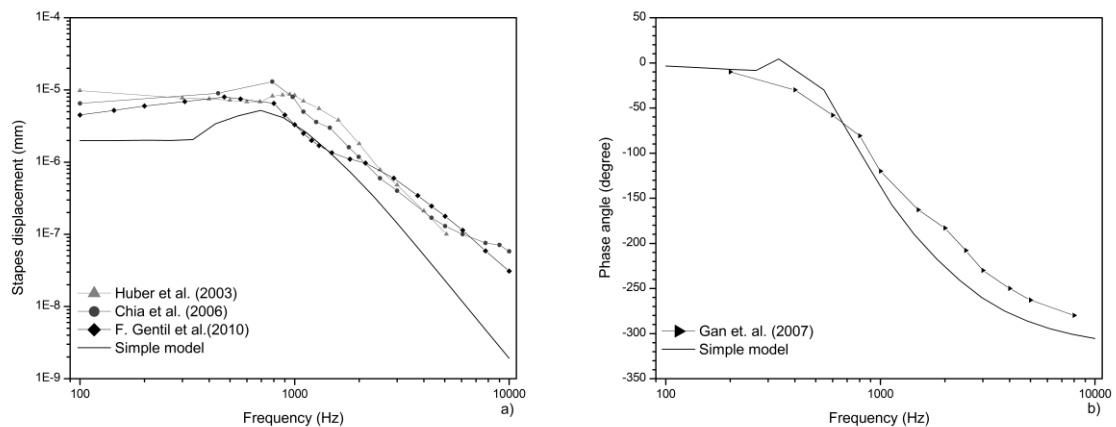 1E-4
1E-5
1E-6
1E-7
1E-8
1E-9
Stapes displacement (mm)
Huber et al. (2003)
Chia et al. (2006)
F. Gentil et al.(2010)
Simple model
100
1000
10000
Frequency (Hz)
a)
50
0
-50
-100
-150
-200
-250
-300
-350
Phase angle (degree)
Gan et. al. (2007)
Simple model
100
1000
10000
Frequency (Hz)
b)